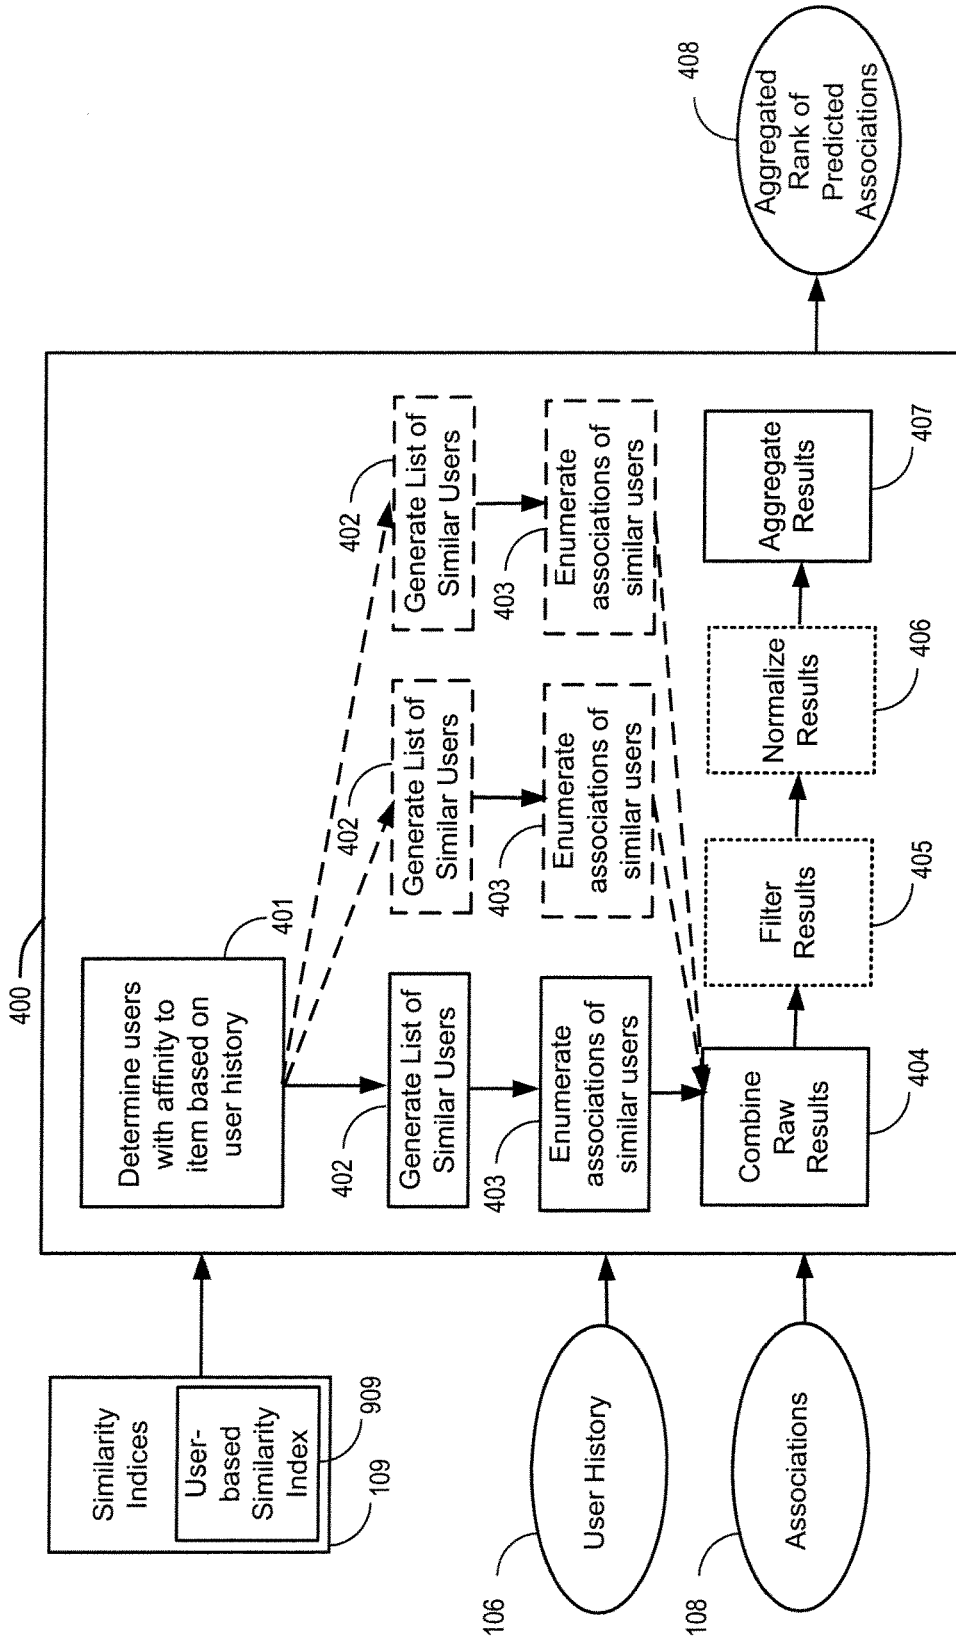 400
Similarity
Indices
User-
based
Similarity
Index
909
109
106
User History
108
Associations
Determine users
with affinity to
item based on
user history
401
402
Generate List of
Similar Users
403
Enumerate
associations of
similar users
402
Generate List of
Similar Users
403
Enumerate
associations of
similar users
402
Generate List of
Similar Users
403
Enumerate
associations of
similar users
Combine
Raw
Results
404
Filter
Results
405
Normalize
Results
406
Aggregate
Results
407
408
Aggregated
Rank of
Predicted
Associations